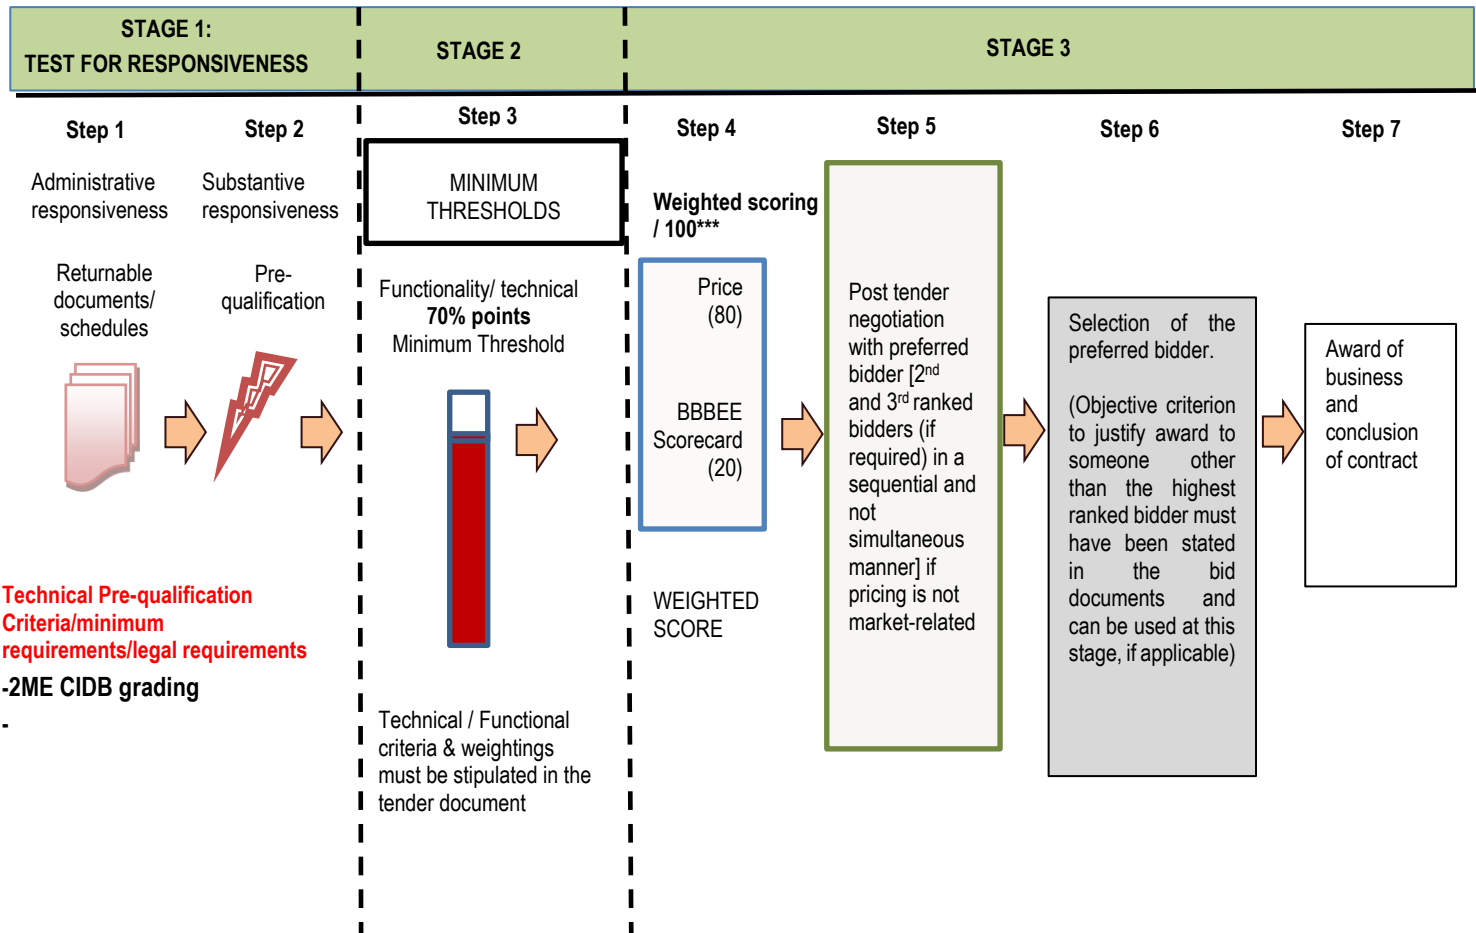 STAGE 1:
TEST FOR RESPONSIVENESS
STAGE 2
STAGE 3
Step 1
Step 2
Step 3
Step 4
Step 5
Step 6
Step 7
Administrative
responsiveness
Returnable
documents/
schedules
Substantive
responsiveness
Pre-
qualification
Technical Pre-qualification
Criteria/minimum
requirements/legal requirements
-2ME CIDB grading
-
MINIMUM
THRESHOLDS
Functionality/ technical
70% points
Minimum Threshold
Technical / Functional
criteria & weightings
must be stipulated in the
tender document
Weighted scoring
/ 100***
Price
(80)
BBBEE
Scorecard
(20)
WEIGHTED
SCORE
Post tender
negotiation
with preferred
bidder [2nd
and 3rd ranked
bidders (if
required) in a
sequential and
not
simultaneous
manner] if
pricing is not
market-related
Selection of the
preferred bidder.
(Objective criterion
to justify award to
someone other
than the highest
ranked bidder must
have been stated
in the bid
documents and
can be used at this
stage, if applicable)
Award of
business
and
conclusion
of contract